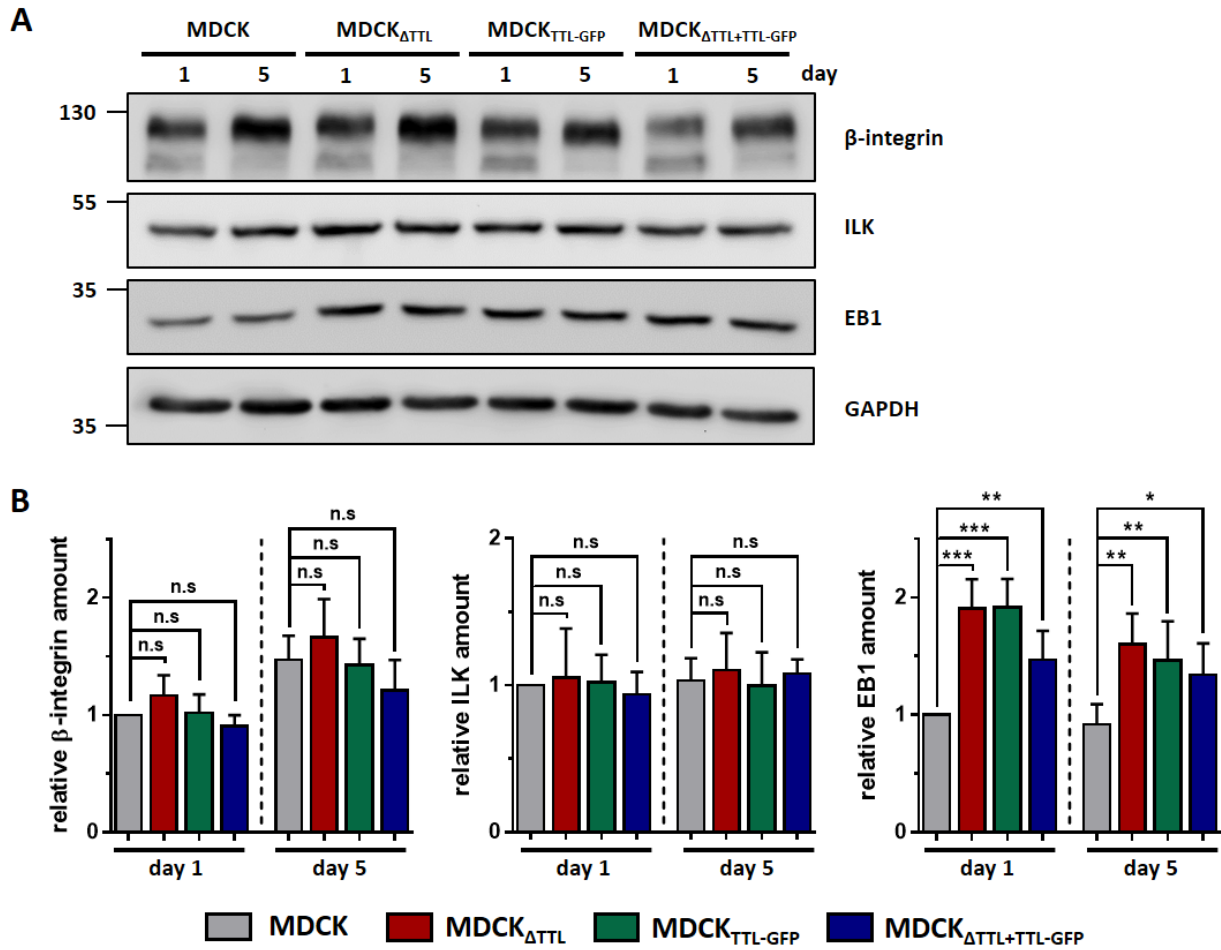 A
MDCK MDCKΔTTL MDCKTTL-GFP MDCKΔTTL+TTL-GFP
1 5 1 5 1 5 1 5 day
130
β-integrin
55
ILK
35
EB1
GAPDH
35
B
relative β-integrin amount
2
1
0
n.s
n.s
n.s
n.s
n.s
n.s
day 1 day 5
relative ILK amount
2
1
0
n.s n.s
n.s n.s
n.s n.s
day 1 day 5
relative EB1 amount
2
1
0
** *
*** **
*** **
day 1 day 5
MDCK MDCKΔTTL MDCKTTL-GFP MDCKΔTTL+TTL-GFP